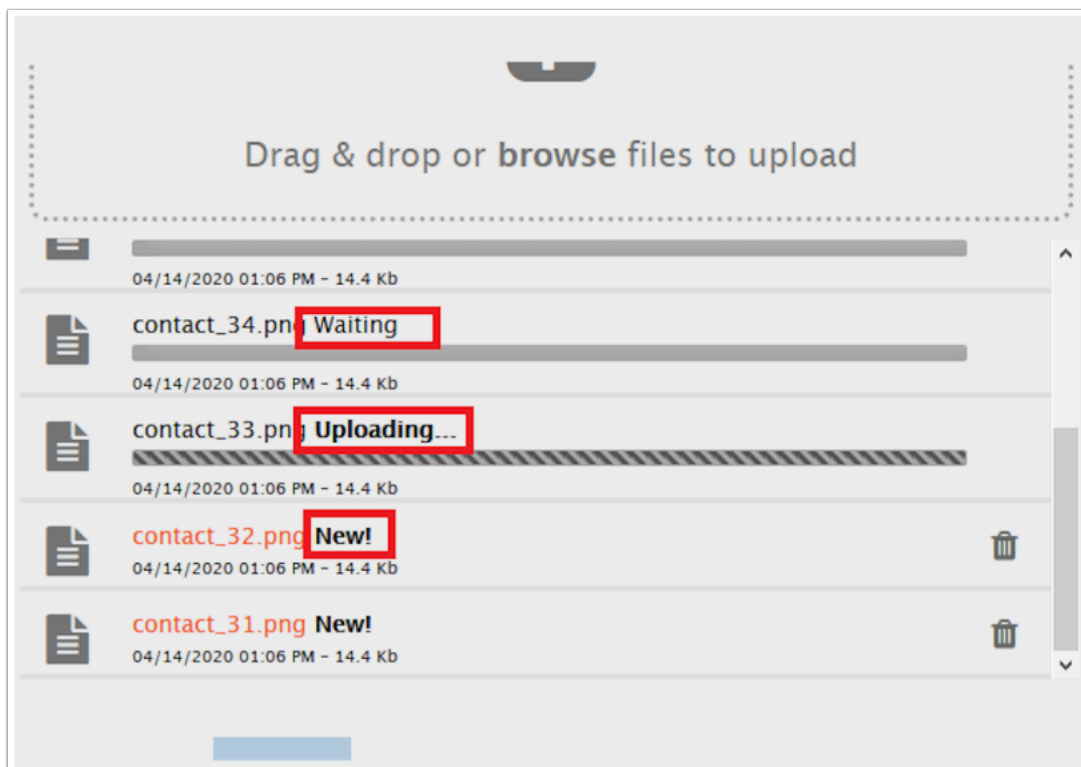 Drag & drop or browse files to upload
04/14/2020 01:06 PM - 14.4 Kb
contact_34.png Waiting
04/14/2020 01:06 PM - 14.4 Kb
contact_33.png Uploading...
04/14/2020 01:06 PM - 14.4 Kb
contact_32.png New!
04/14/2020 01:06 PM - 14.4 Kb
contact_31.png New!
04/14/2020 01:06 PM - 14.4 Kb